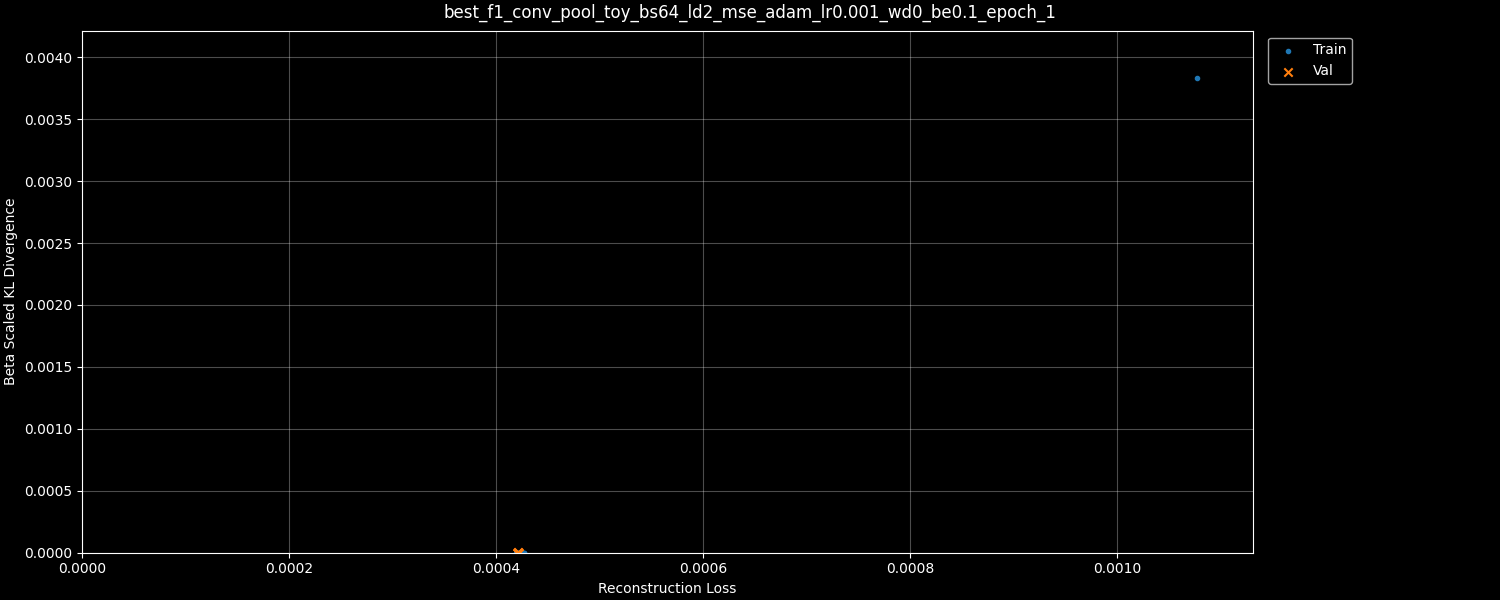 best_f1_conv_pool_toy_bs64_ld2_mse_adam_lr0.001_wd0_be0.1_epoch_1
Train
Val
0.0040
0.0035
0.0030
0.0025
0.0020
0.0015
0.0010
0.0005
0.0000
Beta Scaled KL Divergence
0.0000 0.0002 0.0004 0.0006 0.0008 0.0010
Reconstruction Loss